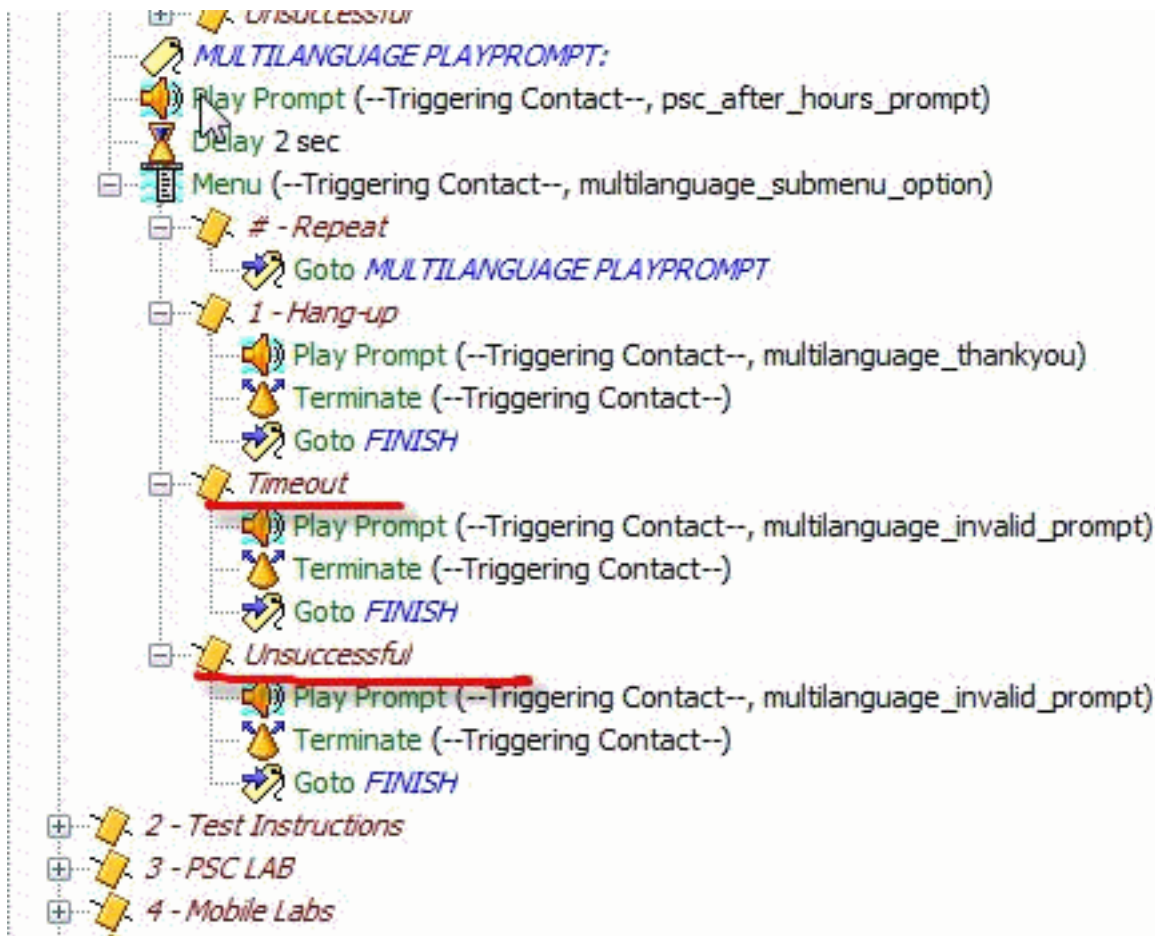 Unsuccessful
MULTILANGUAGE PLAYPROMPT:
Play Prompt (--Triggering Contact--, psc_after_hours_prompt)
Delay 2 sec
Menu (--Triggering Contact--, multilanguage_submenu_option)
# - Repeat
Goto MULTILANGUAGE PLAYPROMPT
1 - Hang-up
Play Prompt (--Triggering Contact--, multilanguage_thankyou)
Terminate (--Triggering Contact--)
Goto FINISH
Timeout
Play Prompt (--Triggering Contact--, multilanguage_invalid_prompt)
Terminate (--Triggering Contact--)
Goto FINISH
Unsuccessful
Play Prompt (--Triggering Contact--, multilanguage_invalid_prompt)
Terminate (--Triggering Contact--)
Goto FINISH
2 - Test Instructions
3 - PSC LAB
4 - Mobile Labs